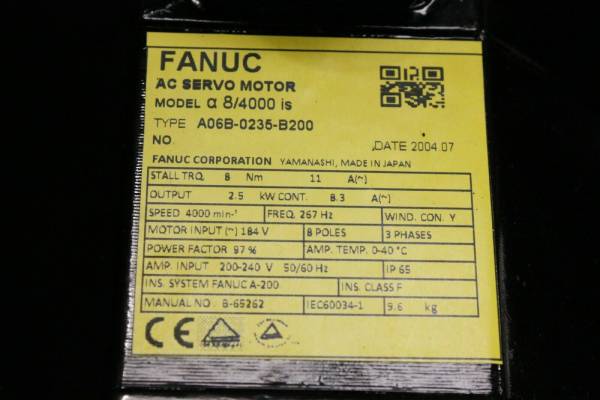 FANUC
AC SERVO MOTOR
MODEL α 8/4000 is
TYPE A06B-0235-B200
NO.
DATE 2004.07
FANUC CORPORATION YAMANASHI, MADE IN JAPAN
STALL TRQ. 8 Nm 11 A(~)
OUTPUT 2.5 kW CONT. 8.3 A(~)
SPEED 4000 min-¹ FREQ. 267 Hz WIND. CON. Y
MOTOR INPUT (~) 184 V 8 POLES 3 PHASES
POWER FACTOR 97 % AMP. TEMP. 0-40 °C
AMP. INPUT 200-240 V 50/60 Hz IP 65
INS. SYSTEM FANUC A-200 INS. CLASS F
MANUAL NO. B-65262 IEC60034-1 9.6 kg
CE